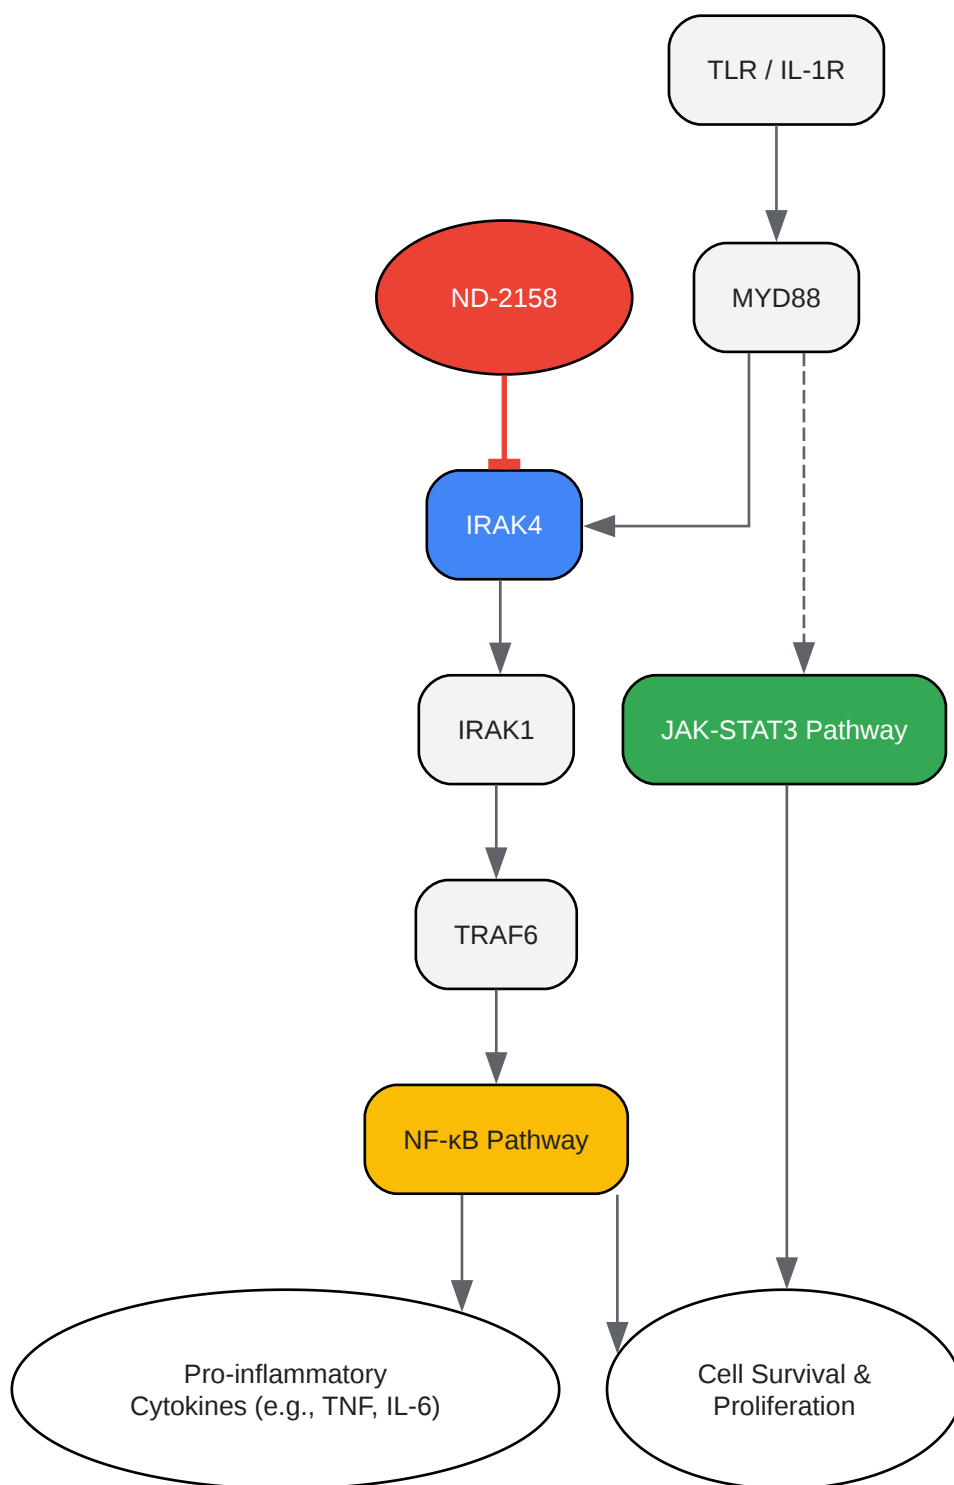 TLR / IL-1R
ND-2158
MYD88
IRAK4
IRAK1
JAK-STAT3 Pathway
TRAF6
NF-κB Pathway
Pro-inflammatory
Cytokines (e.g., TNF, IL-6)
Cell Survival &
Proliferation